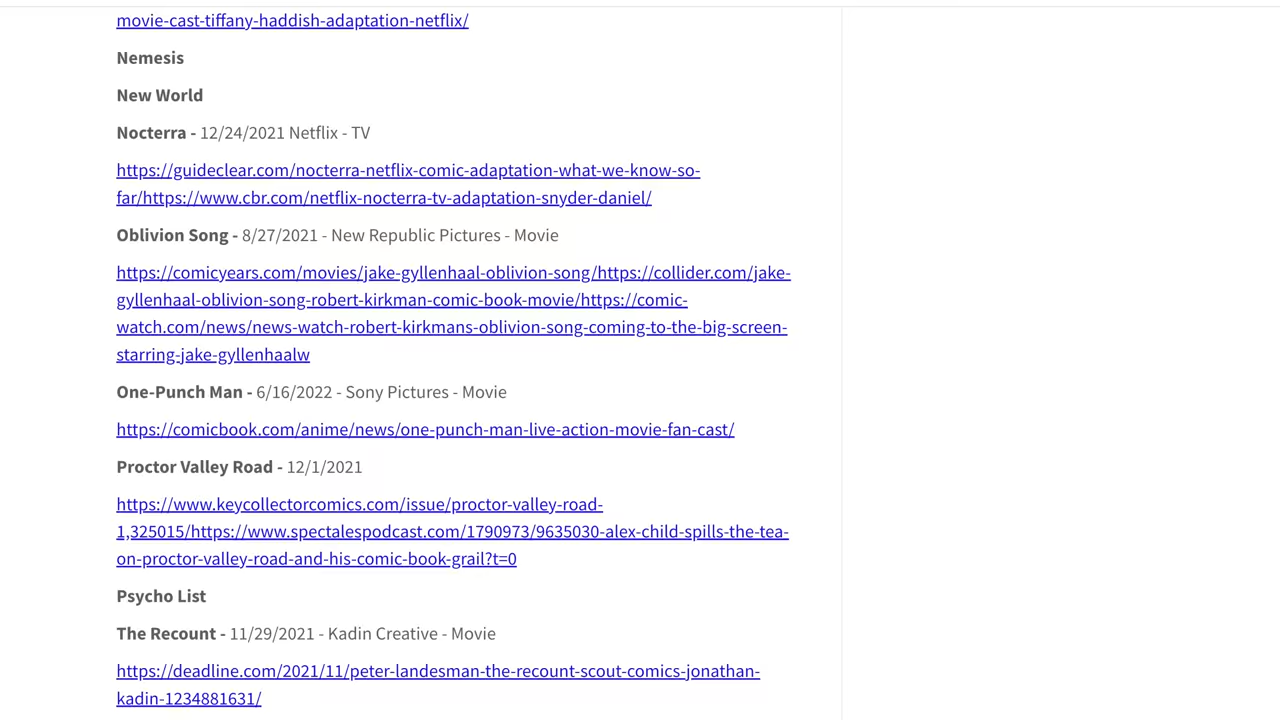 movie-cast-tiffany-haddish-adaptation-netflix/
Nemesis
New World
Nocterra - 12/24/2021 Netflix - TV
https://guideclear.com/nocterra-netflix-comic-adaptation-what-we-know-so-
far/https://www.cbr.com/netflix-nocterra-tv-adaptation-snyder-daniel/
Oblivion Song - 8/27/2021 - New Republic Pictures - Movie
https://comicyears.com/movies/jake-gyllenhaal-oblivion-song/https://collider.com/jake-
gyllenhaal-oblivion-song-robert-kirkman-comic-book-movie/https://comic-
watch.com/news/news-watch-robert-kirkmans-oblivion-song-coming-to-the-big-screen-
starring-jake-gyllenhaalw
One-Punch Man - 6/16/2022 - Sony Pictures - Movie
https://comicbook.com/anime/news/one-punch-man-live-action-movie-fan-cast/
Proctor Valley Road - 12/1/2021
https://www.keycollectorcomics.com/issue/proctor-valley-road-
1,325015/https://www.spectalespodcast.com/1790973/9635030-alex-child-spills-the-tea-
on-proctor-valley-road-and-his-comic-book-grail?t=0
Psycho List
The Recount - 11/29/2021 - Kadin Creative - Movie
https://deadline.com/2021/11/peter-landesman-the-recount-scout-comics-jonathan-
kadin-1234881631/